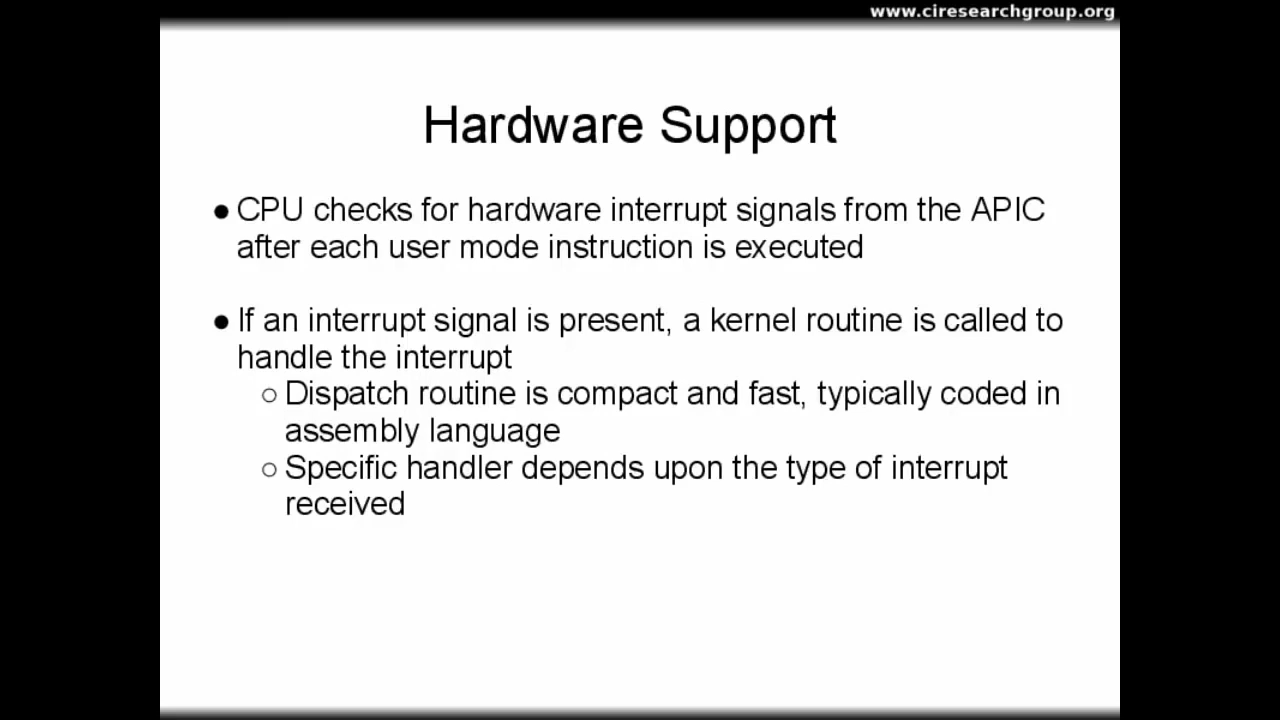 www.ciresearchgroup.org
Hardware Support
● CPU checks for hardware interrupt signals from the APIC
after each user mode instruction is executed
● If an interrupt signal is present, a kernel routine is called to
handle the interrupt
○ Dispatch routine is compact and fast, typically coded in
assembly language
○ Specific handler depends upon the type of interrupt
received